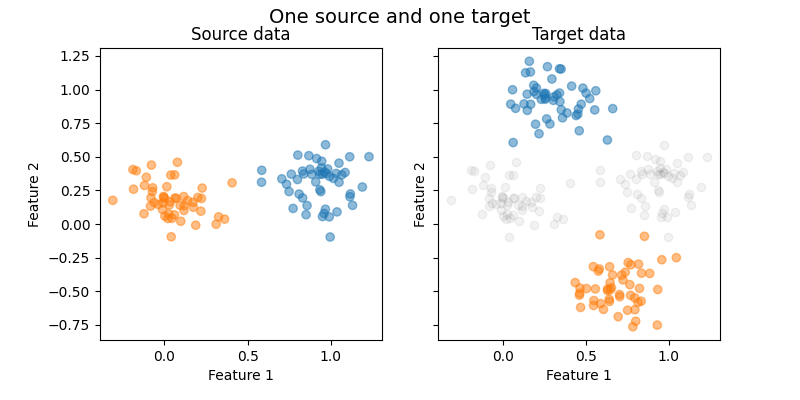 One source and one target
Source data
Target data
1.25
1.00
0.75
0.50
0.25
0.00
−0.25
−0.50
−0.75
Feature 2
Feature 2
0.0 0.5 1.0
0.0 0.5 1.0
Feature 1
Feature 1